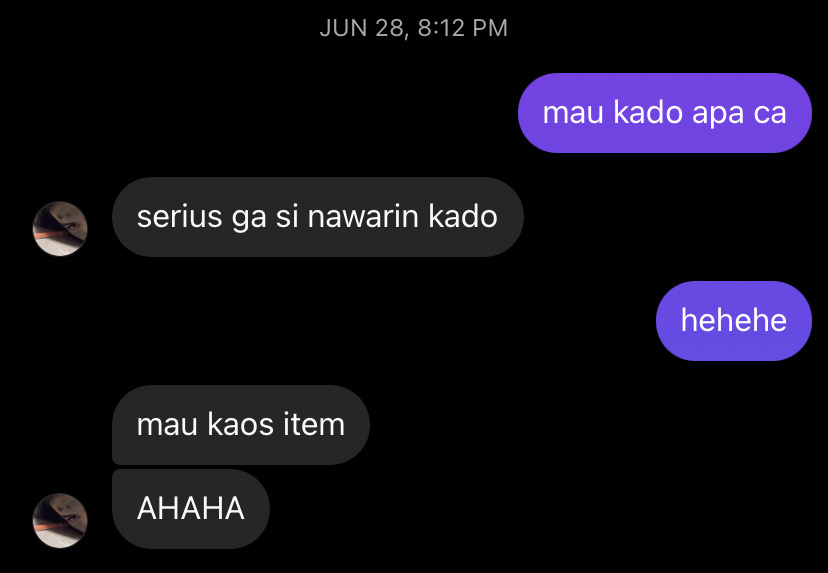 JUN 28, 8:12 PM
mau kado apa ca
serius ga si nawarin kado
hehehe
mau kaos item
AHAHA